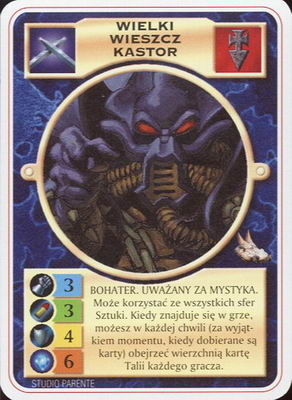 WIELKI
WIESZCZ
KASTOR
3
3
4
6
BOHATER. UWAŻANY ZA MYSTYKA.
Może korzystać ze wszystkich sfer
Sztuki. Kiedy znajduje się w grze,
możesz w każdej chwili (za wyjąt-
kiem momentu, kiedy dobierane są
karty) obejrzeć wierzchnią kartę
Talii każdego gracza.
STUDIO PARENTE